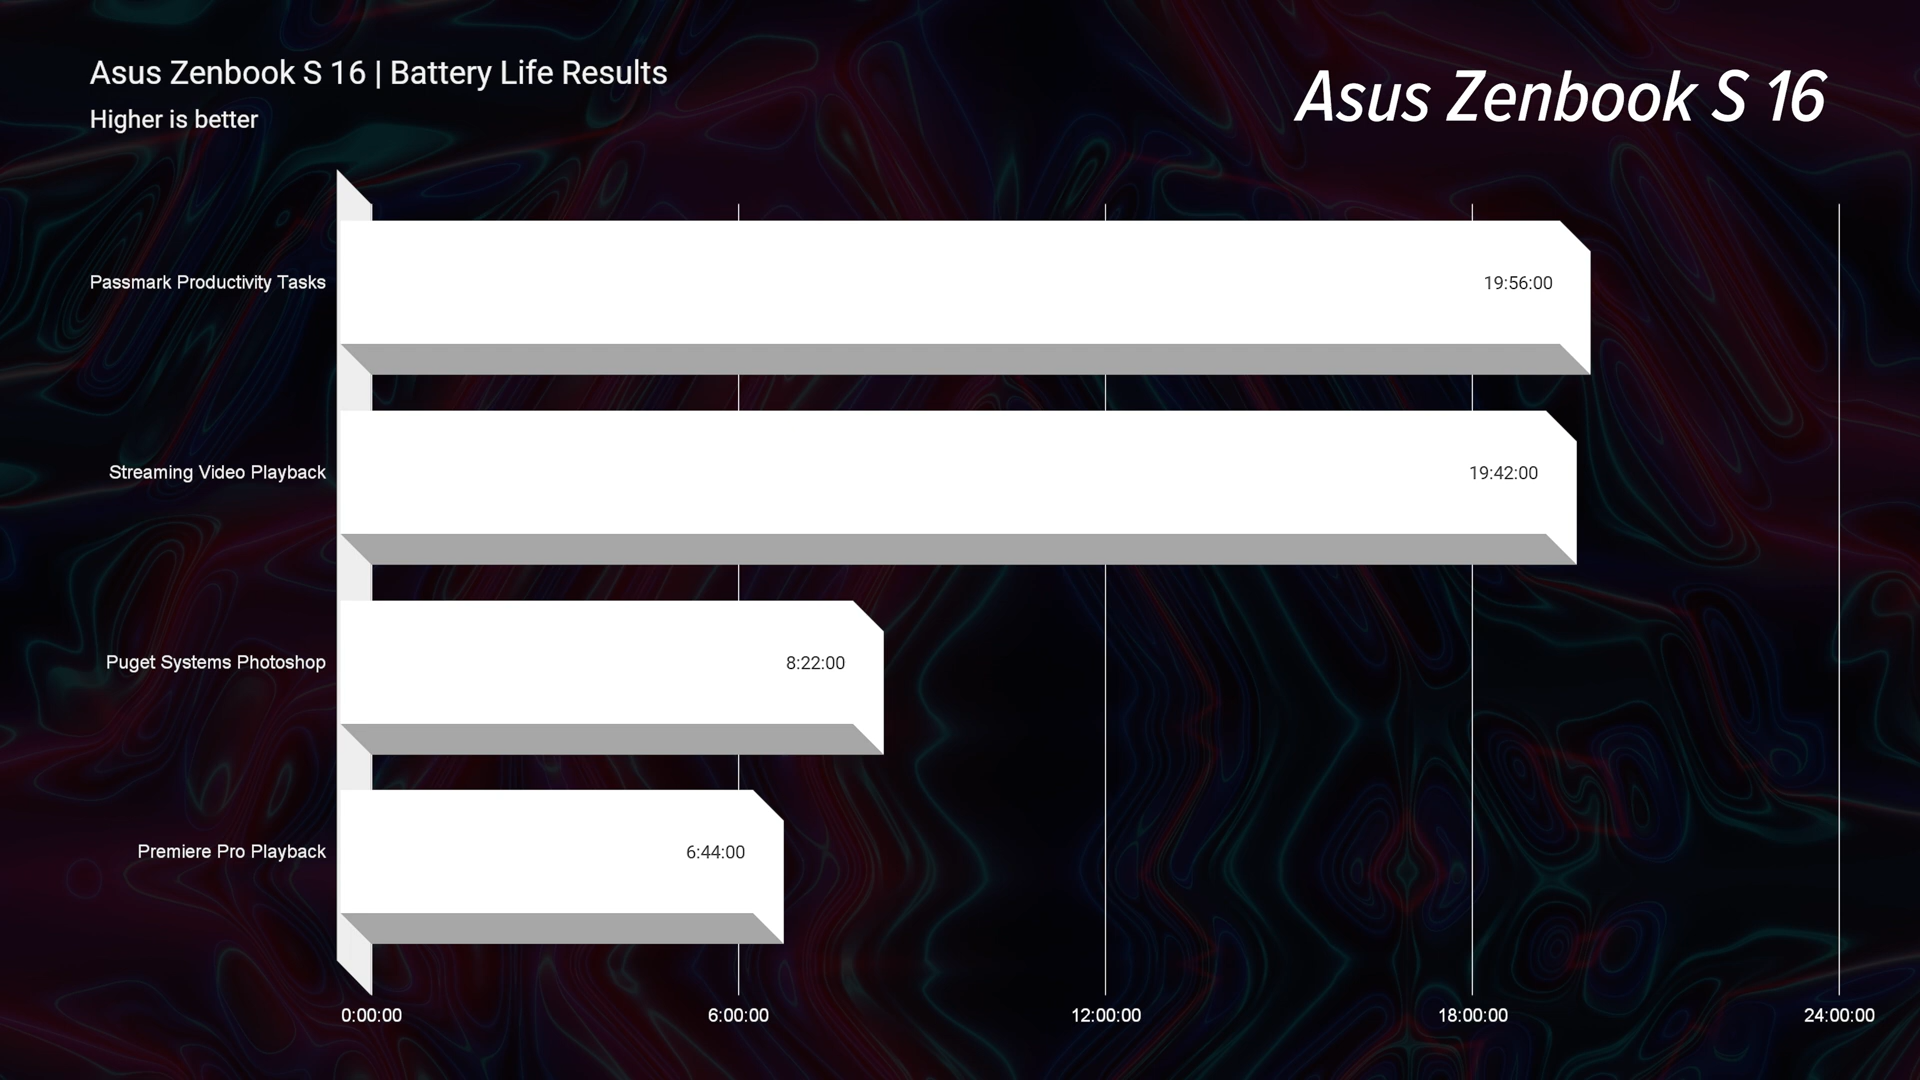 Asus Zenbook S 16 | Battery Life Results
Higher is better
Asus Zenbook S 16
Passmark Productivity Tasks
19:56:00
Streaming Video Playback
19:42:00
Puget Systems Photoshop
8:22:00
Premiere Pro Playback
6:44:00
0:00:00
6:00:00
12:00:00
18:00:00
24:00:00